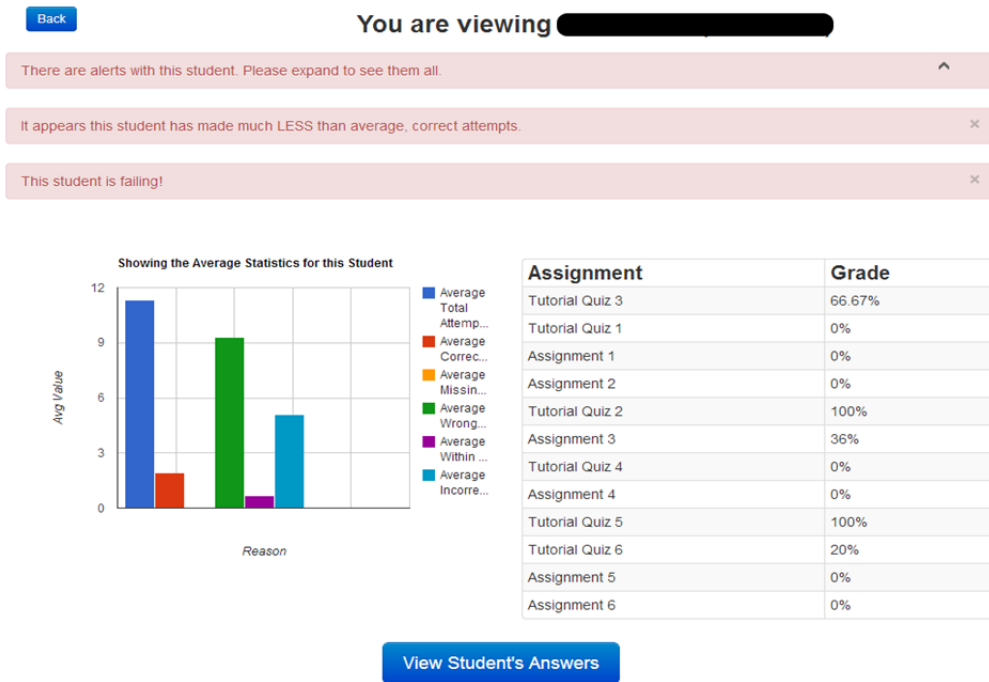 Back
You are viewing
There are alerts with this student. Please expand to see them all.
It appears this student has made much LESS than average, correct attempts.
This student is failing!
Showing the Average Statistics for this Student
12
9
6
3
0
Avg Value
Reason
Average
Total
Attemp...
Average
Correc...
Average
Missin...
Average
Wrong...
Average
Within ...
Average
Incorre...
Assignment Grade
Tutorial Quiz 3 66.67%
Tutorial Quiz 1 0%
Assignment 1 0%
Assignment 2 0%
Tutorial Quiz 2 100%
Assignment 3 36%
Tutorial Quiz 4 0%
Assignment 4 0%
Tutorial Quiz 5 100%
Tutorial Quiz 6 20%
Assignment 5 0%
Assignment 6 0%
View Student's Answers